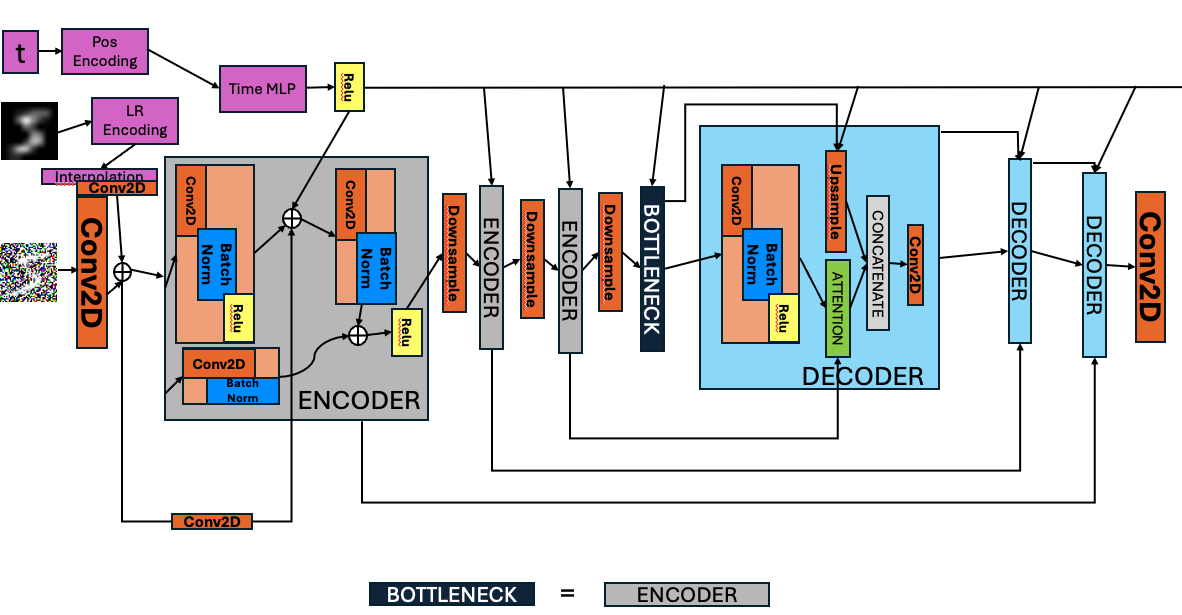 t
Pos
Encoding
Time MLP
Relu
LR
Encoding
Interpolation
Conv2D
Conv2D
Conv2D
Batch
Norm
Relu
Conv2D
Batch
Norm
Conv2D
Batch
Norm
Relu
ENCODER
Conv2D
Downsample
ENCODER
Downsample
ENCODER
Downsample
BOTTLENECK
Conv2D
Batch
Norm
Relu
Upsample
ATTENTION
CONCATENATE
Conv2D
DECODER
DECODER
DECODER
Conv2D
BOTTLENECK
=
ENCODER